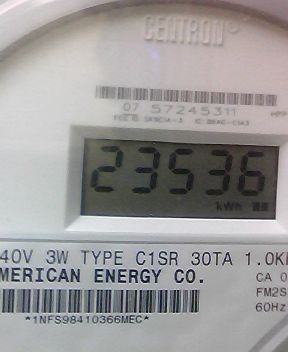 CENTRON®
07 57245311
23536
kWh
40V 3W TYPE C1SR 30TA 1.0K
MERICAN ENERGY CO. CA 0
FM2S
60Hz
*1NFS98410366MEC*